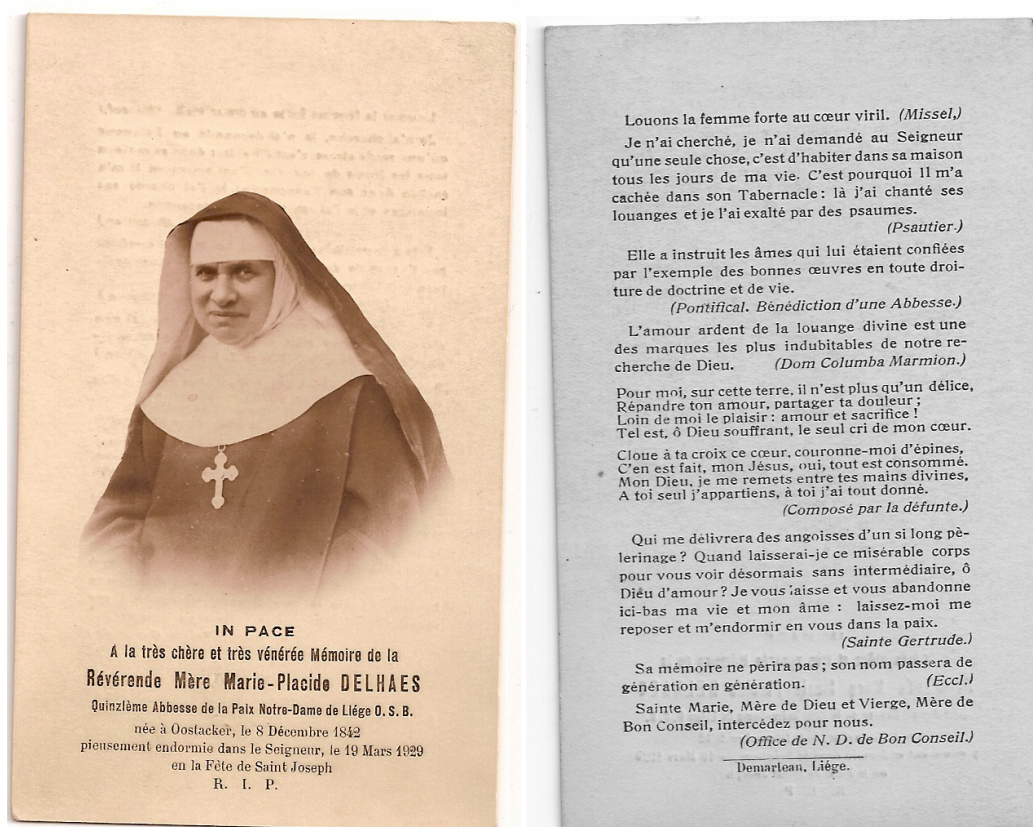 IN PACE
A la très chère et très vénérée Mémoire de la
Révérende Mère Marie-Placide DELHAES
Quinzième Abbesse de la Paix Notre-Dame de Liége O. S. B.
née à Oostacker, le 8 Décembre 1842
pieusement endormie dans le Seigneur, le 19 Mars 1929
en la Fête de Saint Joseph
R. I. P.
Louons la femme forte au cœur viril. (Missel,)
Je n'ai cherché, je n'ai demandé au Seigneur
qu'une seule chose, c'est d'habiter dans sa maison
tous les jours de ma vie. C'est pourquoi Il m'a
cachée dans son Tabernacle : là j'ai chanté ses
louanges et je l'ai exalté par des psaumes.
(Psautier.)
Elle a instruit les âmes qui lui étaient confiées
par l'exemple des bonnes œuvres en toute droi-
ture de doctrine et de vie.
(Pontifical. Bénédiction d'une Abbesse.)
L'amour ardent de la louange divine est une
des marques les plus indubitables de notre re-
cherche de Dieu. (Dom Columba Marmion.)
Pour moi, sur cette terre, il n'est plus qu'un délice,
Répandre ton amour, partager ta douleur ;
Loin de moi le plaisir : amour et sacrifice !
Tel est, ô Dieu souffrant, le seul cri de mon cœur.
Cloue à ta croix ce cœur, couronne-moi d'épines,
C'en est fait, mon Jésus, oui, tout est consommé.
Mon Dieu, je me remets entre tes mains divines,
A toi seul j'appartiens, à toi j'ai tout donné.
(Composé par la défunte.)
Qui me délivrera des angoisses d'un si long pè-
lerinage ? Quand laisserai-je ce misérable corps
pour vous voir désormais sans intermédiaire, ô
Dieu d'amour ? Je vous laisse et vous abandonne
ici-bas ma vie et mon âme : laissez-moi me
reposer et m'endormir en vous dans la paix.
(Sainte Gertrude.)
Sa mémoire ne périra pas ; son nom passera de
génération en génération. (Eccl.)
Sainte Marie, Mère de Dieu et Vierge, Mère de
Bon Conseil, intercédez pour nous.
(Office de N. D. de Bon Conseil.)
Demarteau, Liége.